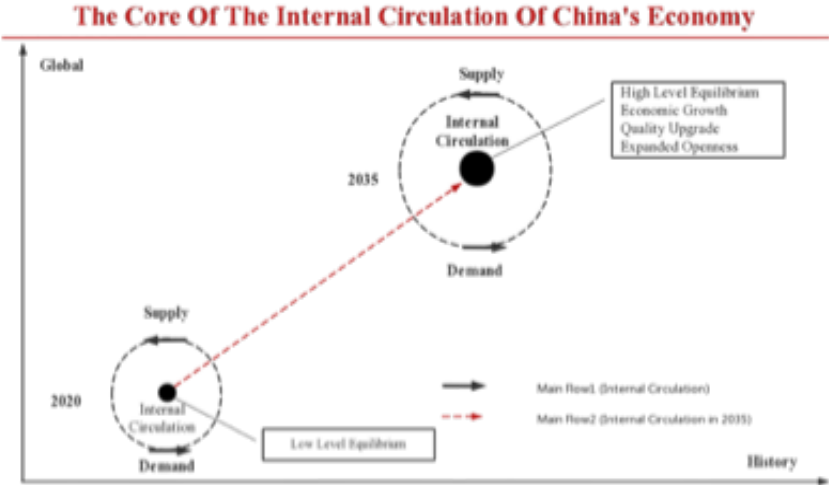 The Core Of The Internal Circulation Of China's Economy
Global
Supply
Internal
Circulation
High Level Equilibrium
Economic Growth
Quality Upgrade
Expanded Openness
2035
Demand
Supply
2020
Internal
Circulation
Demand
Low Level Equilibrium
Main Flow1 (Internal Circulation)
Main Flow2 (Internal Circulation in 2035)
History